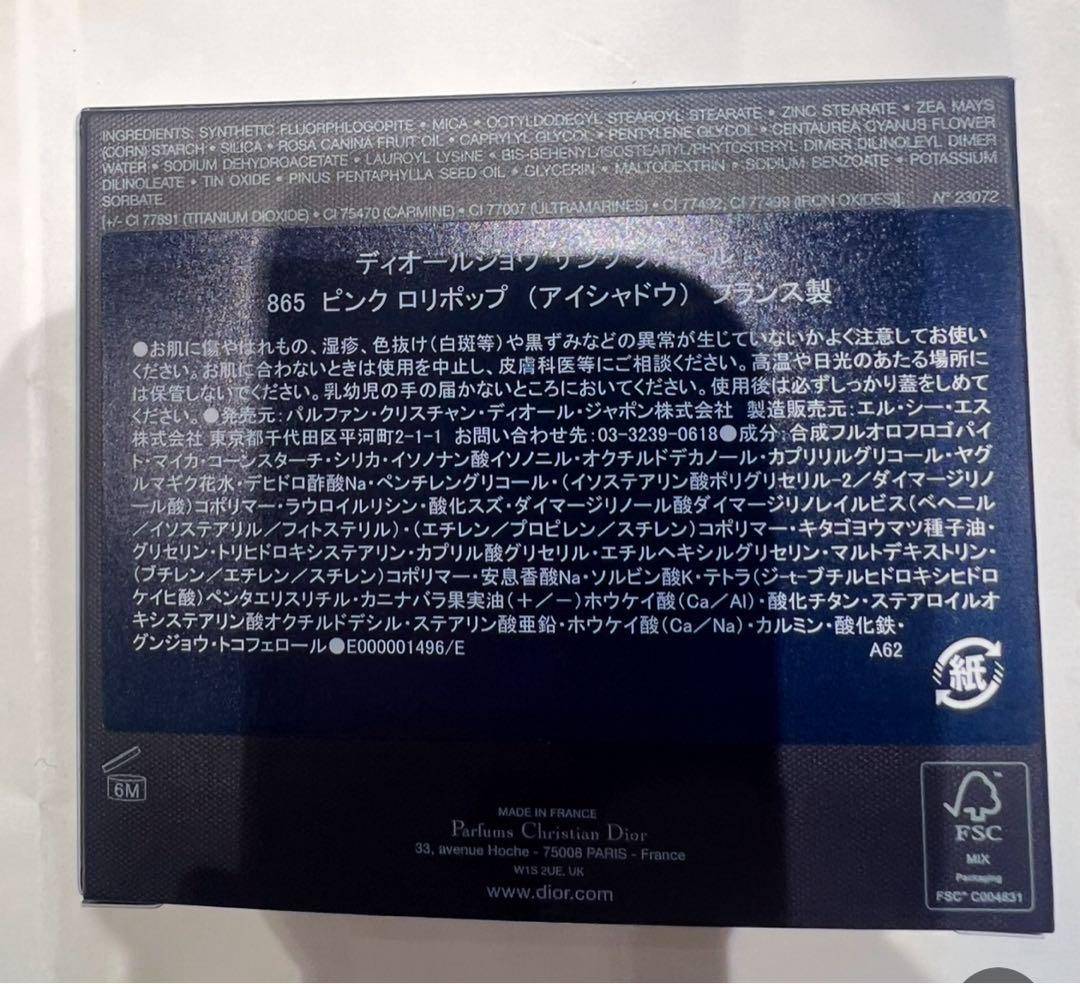 INGREDIENTS: SYNTHETIC FLUORPHLOGOPITE • MICA • OCTYLDODECYL STEAROYL STEARATE • ZINC STEARATE • ZEA MAYS
(CORN) STARCH • SILICA • ROSA CANINA FRUIT OIL • CAPRYLYL GLYCOL • PENTYLENE GLYCOL • CENTAUREA CYANUS FLOWER
WATER • SODIUM DEHYDROACETATE • LAUROYL LYSINE • BIS-BEHENYL/ISOSTEARYL/PHYTOSTERYL DIMER DILINOLEYL DIMER
DILINOLEATE • TIN OXIDE • PINUS PENTAPHYLLA SEED OIL • GLYCERIN • MALTODEXTRIN • SODIUM BENZOATE • POTASSIUM
SORBATE
[+/- CI 77891 (TITANIUM DIOXIDE) • CI 75470 (CARMINE) • CI 77007 (ULTRAMARINES) • CI 77492, CI 77499 (IRON OXIDES)]. N° 23072
ディオールショウ サンク
865 ピンク ロリポップ (アイシャドウ) フランス製
●お肌に傷やはれもの、湿疹、色抜け(白斑等)や黒ずみなどの異常が生じていないかよく注意してお使い
ください。お肌に合わないときは使用を中止し、皮膚科医等にご相談ください。高温や日光のあたる場所に
は保管しないでください。乳幼児の手の届かないところにおいてください。使用後は必ずしっかり蓋をしめて
ください。●発売元:パルファン・クリスチャン・ディオール・ジャポン株式会社 製造販売元:エル・シー・エス
株式会社 東京都千代田区平河町2-1-1 お問い合わせ先:03-3239-0618●成分:合成フルオロフロゴパイ
ト・マイカ・コーンスターチ・シリカ・イソノナン酸イソノニル・オクチルドデカノール・カプリリルグリコール・ヤグ
ルマギク花水・デヒドロ酢酸Na・ペンチレングリコール・(イソステアリン酸ポリグリセリル-2/ダイマージリノ
ール酸)コポリマー・ラウロイルリシン・酸化スズ・ダイマージリノール酸ダイマージリノレイルビス(ベヘニル
/イソステアリル/フィトステリル)・(エチレン/プロピレン/スチレン)コポリマー・キタゴヨウマツ種子油・
グリセリン・トリヒドロキシステアリン・カプリル酸グリセリル・エチルヘキシルグリセリン・マルトデキストリン・
(ブチレン/エチレン/スチレン)コポリマー・安息香酸Na・ソルビン酸K・テトラ(ジ-t-ブチルヒドロキシヒドロ
ケイヒ酸)ペンタエリスリチル・カニナバラ果実油(+/-)ホウケイ酸(Ca/Al)・酸化チタン・ステアロイルオ
キシステアリン酸オクチルドデシル・ステアリン酸亜鉛・ホウケイ酸(Ca/Na)・カルミン・酸化鉄・
グンジョウ・トコフェロール●E000001496/E A62
紙
6M
MADE IN FRANCE
Parfums Christian Dior
33, avenue Hoche - 75008 PARIS - France
W1S 2UE. UK
www.dior.com
FSC
MIX
Packaging
FSC™ C004831